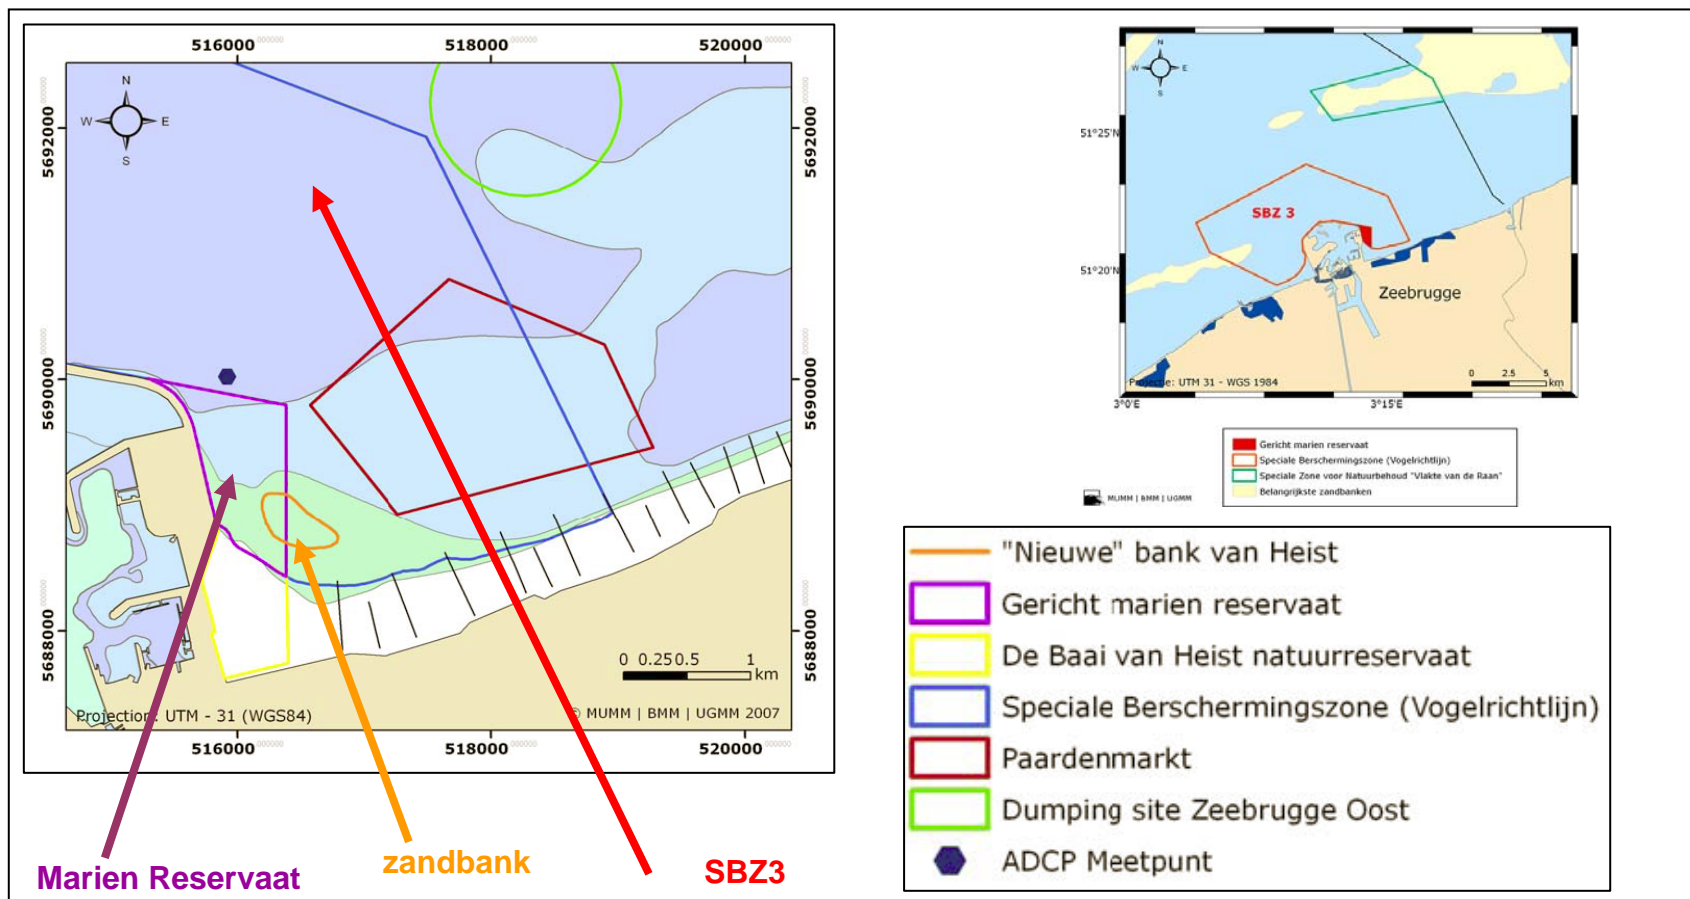 516000
518000
520000
N
W E
S
5692000
5690000
5688000
5692000
5690000
5688000
0 0.25 0.5 1
km
Projection: UTM - 31 (WGS84)
© MUMM | BMM | UGMM 2007
516000
518000
520000
Marien Reservaat
zandbank
SBZ3
N
W E
S
51°25'N
51°20'N
SBZ 3
Zeebrugge
Projectie: UTM 31 - WGS 1984
0 2.5 5
km
3°0'E
3°15'E
Gericht marien reservaat
Speciale Berschermingszone (Vogelrichtlijn)
Speciale Zone voor Natuurbehoud "Vlakte van de Raan"
Belangrijkste zandbanken
MUMM | BMM | UGMM
"Nieuwe" bank van Heist
Gericht marien reservaat
De Baai van Heist natuurreservaat
Speciale Berschermingszone (Vogelrichtlijn)
Paardenmarkt
Dumping site Zeebrugge Oost
ADCP Meetpunt